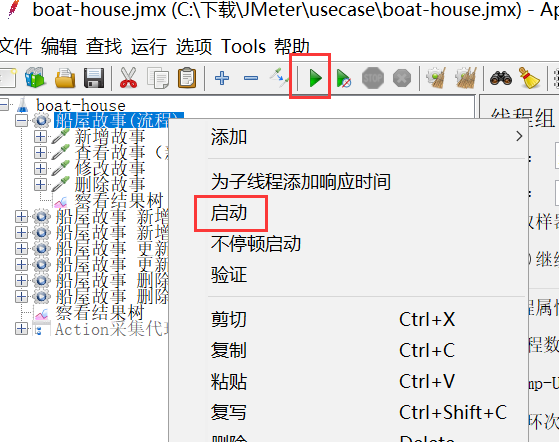 boat-house.jmx (C:\下载\JMeter\usecase\boat-house.jmx) - Ap
文件 编辑 查找 运行 选项 Tools 帮助
STOP
boat-house
船屋故事(流程)
新增故事
查看故事（
修改故事
删除故事
察看结果树
船屋故事 新增
船屋故事 新增
船屋故事 更新
船屋故事 更新
船屋故事 删除
船屋故事 删除
察看结果树
Action采集代理
添加
为子线程添加响应时间
启动
不停顿启动
验证
剪切 Ctrl+X
复制 Ctrl+C
粘贴 Ctrl+V
复写 Ctrl+Shift+C
删除 Delete
线程组
取样器
继续
程属性
程数
mp-U
环次